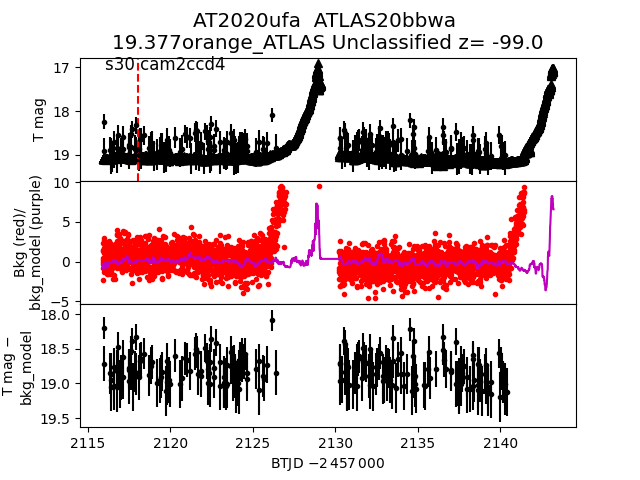 AT2020ufa  ATLAS20bbwa
19.377orange_ATLAS Unclassified z= -99.0
s30 cam2ccd4
17
18
19
T mag
10
5
0
−5
Bkg (red)/
bkg_model (purple)
18.0
18.5
19.0
19.5
T mag −
bkg_model
2115 2120 2125 2130 2135 2140
BTJD −2 457 000